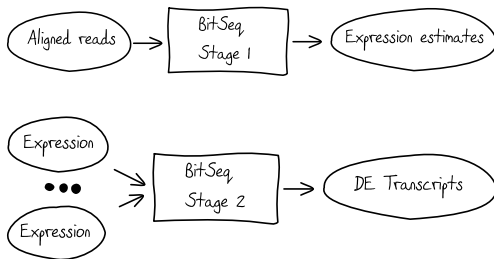 Aligned reads
BitSeq
Stage 1
Expression estimates
Expression
BitSeq
Stage 2
DE Transcripts
Expression